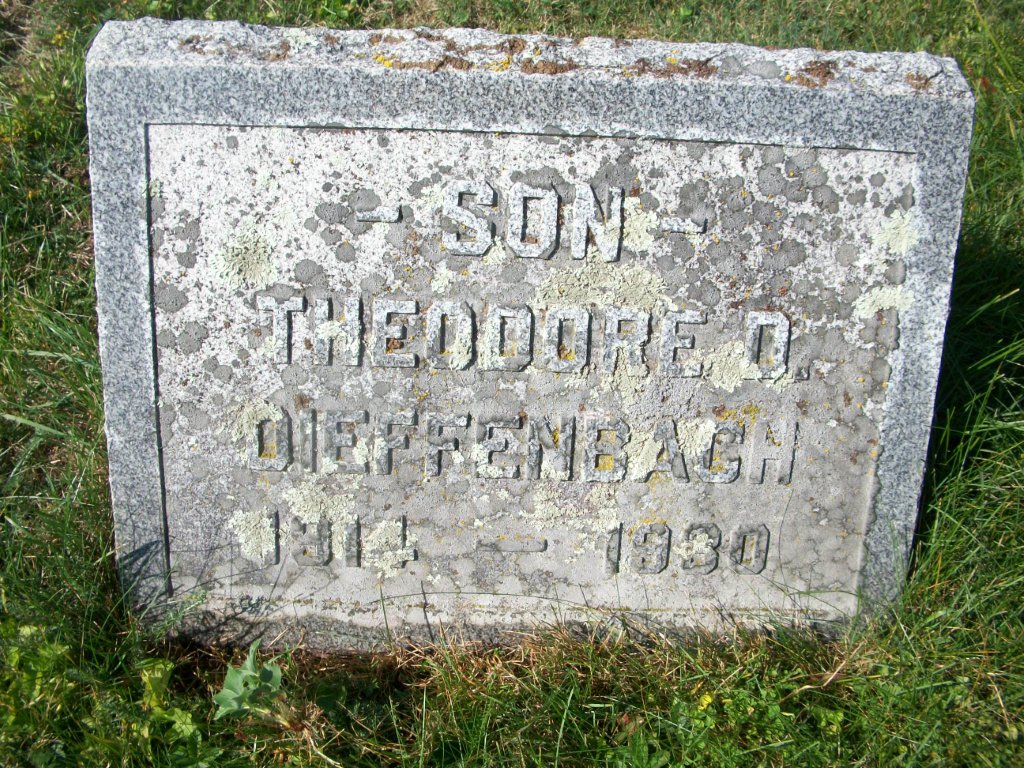 - SON -
THEODORE D.
DIEFFENBACH
1914 - 1930